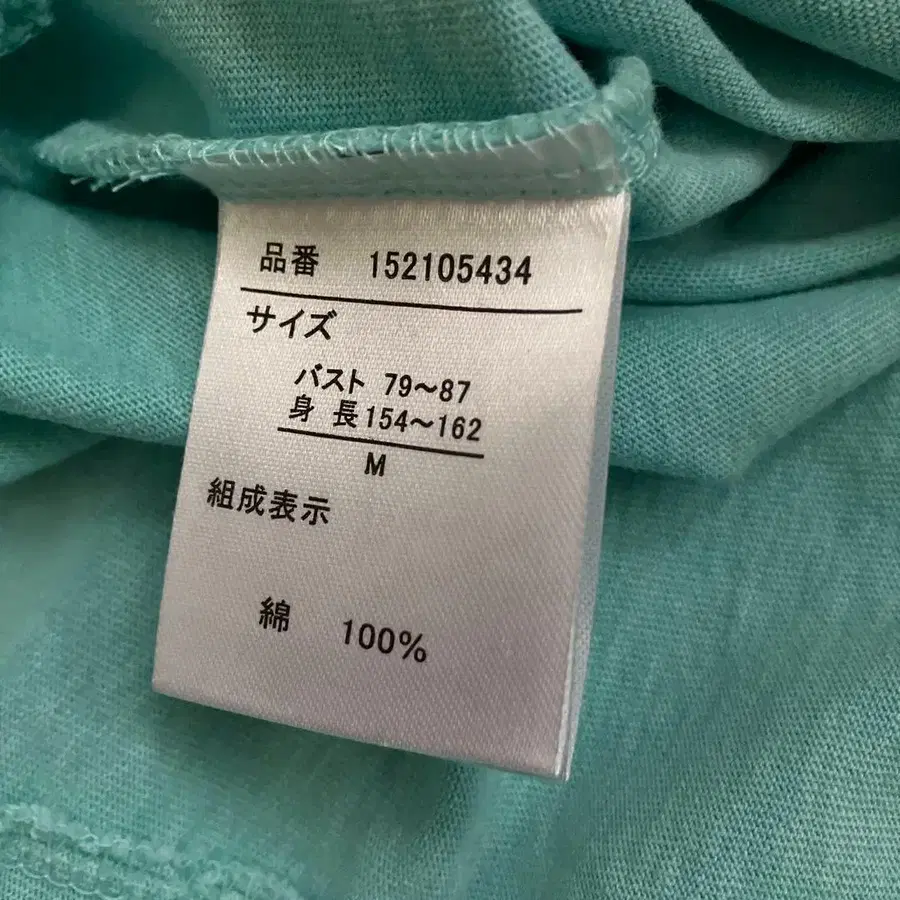 品番 152105434
サイズ
バスト 79～87
身 長 154～162
M
組成表示
綿 100%